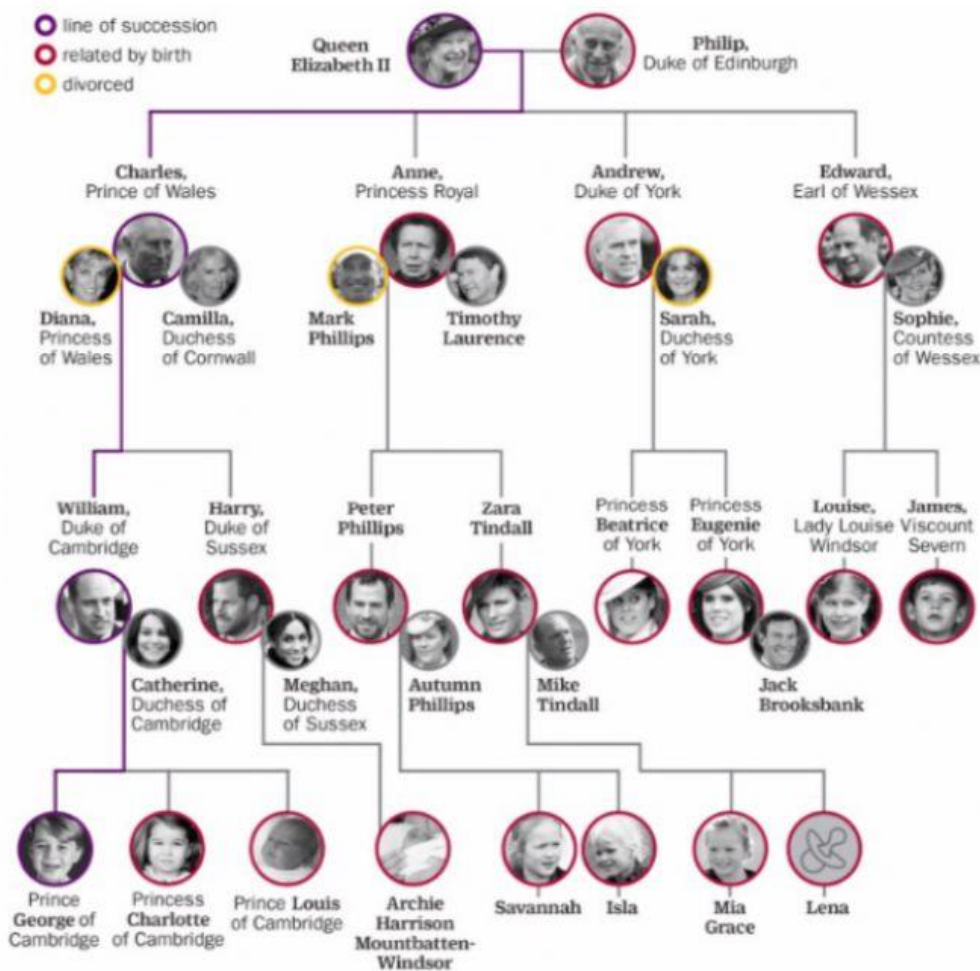 line of succession
related by birth
divorced
Queen
Elizabeth II
Philip,
Duke of Edinburgh
Charles,
Prince of Wales
Anne,
Princess Royal
Andrew,
Duke of York
Edward,
Earl of Wessex
Diana,
Princess
of Wales
Camilla,
Duchess
of Cornwall
Mark
Phillips
Timothy
Laurence
Sarah,
Duchess
of York
Sophie,
Countess
of Wessex
William,
Duke of
Cambridge
Harry,
Duke of
Sussex
Peter
Phillips
Zara
Tindall
Princess
Beatrice
of York
Princess
Eugenie
of York
Louise,
Lady Louise
Windsor
James,
Viscount
Severn
Catherine,
Duchess of
Cambridge
Meghan,
Duchess
of Sussex
Autumn
Phillips
Mike
Tindall
Jack
Brooksbank
Prince
George of
Cambridge
Princess
Charlotte
of Cambridge
Prince Louis
of Cambridge
Archie
Harrison
Mountbatten-
Windsor
Savannah
Isla
Mia
Grace
Lena